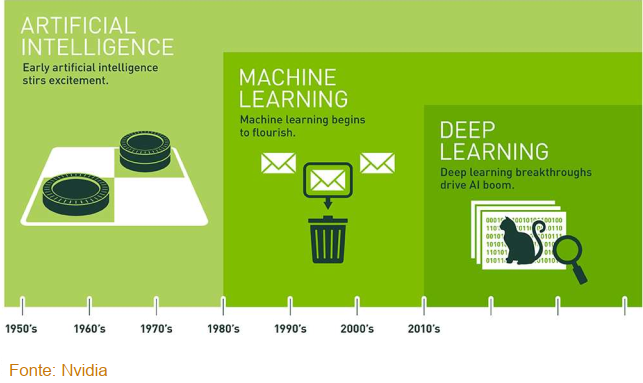 ARTIFICIAL
INTELLIGENCE
Early artificial intelligence
stirs excitement.
MACHINE
LEARNING
Machine learning begins
to flourish.
DEEP
LEARNING
Deep learning breakthroughs
drive AI boom.
1950's 1960's 1970's 1980's 1990's 2000's 2010's
Fonte: Nvidia